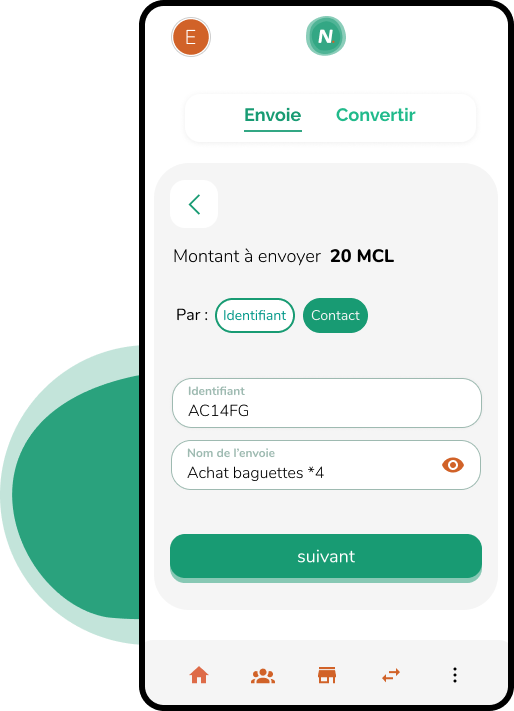 E
N
Envoie Convertir
Montant à envoyer 20 MCL
Par : Identifiant Contact
Identifiant
AC14FG
Nom de l'envoie
Achat baguettes *4
suivant